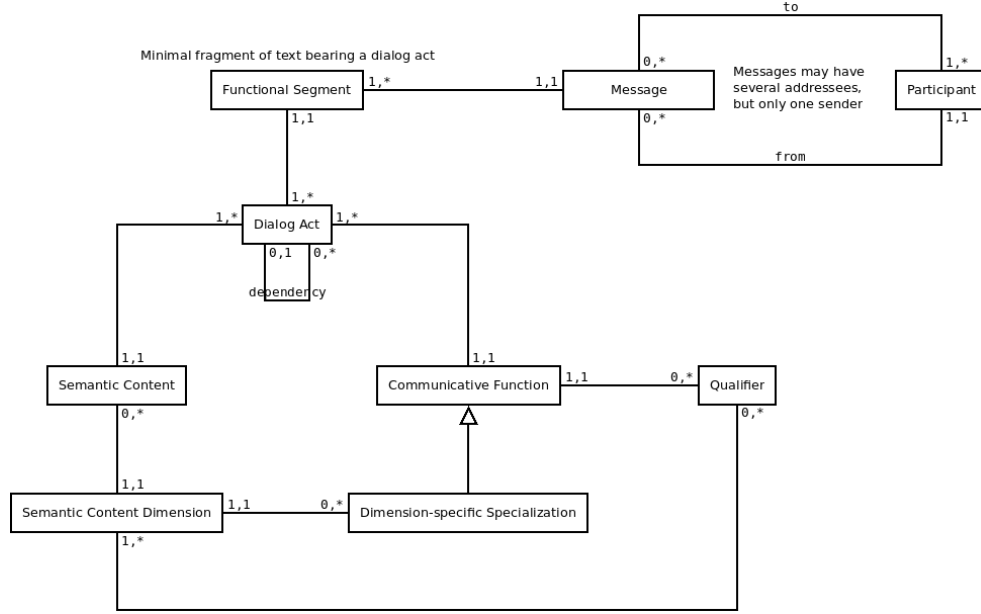 to
Minimal fragment of text bearing a dialog act
0,* 1,*
Functional Segment 1,* 1,1 Message Messages may have
several addressees,
but only one sender Participant
1,1 0,* 1,1
from
1,*
1,* Dialog Act 1,*
0,1 0,*
dependency
1,1 1,1
Semantic Content Communicative Function 1,1 0,* Qualifier
0,* 0,*
1,1
Semantic Content Dimension 1,1 0,* Dimension-specific Specialization
1,*